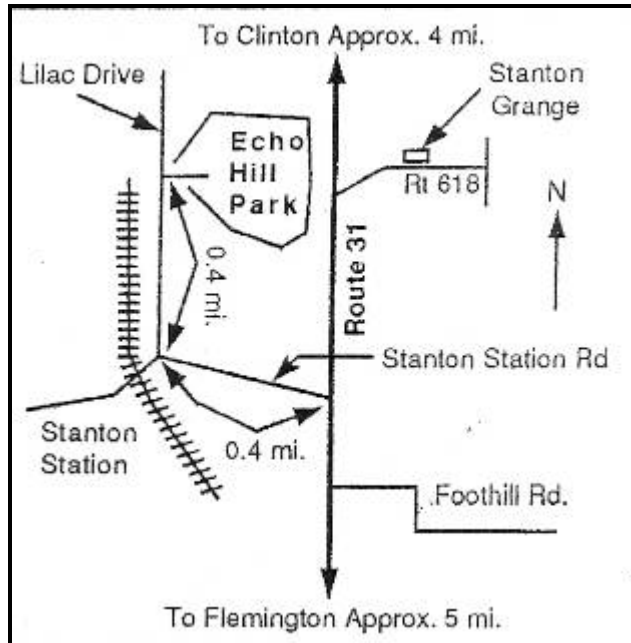 To Clinton Approx. 4 mi.
Lilac Drive
Stanton
Grange
Echo
Hill
Park
Rt 618
N
0.4 mi.
Route 31
Stanton Station Rd
Stanton
Station
0.4 mi.
Foothill Rd.
To Flemington Approx. 5 mi.